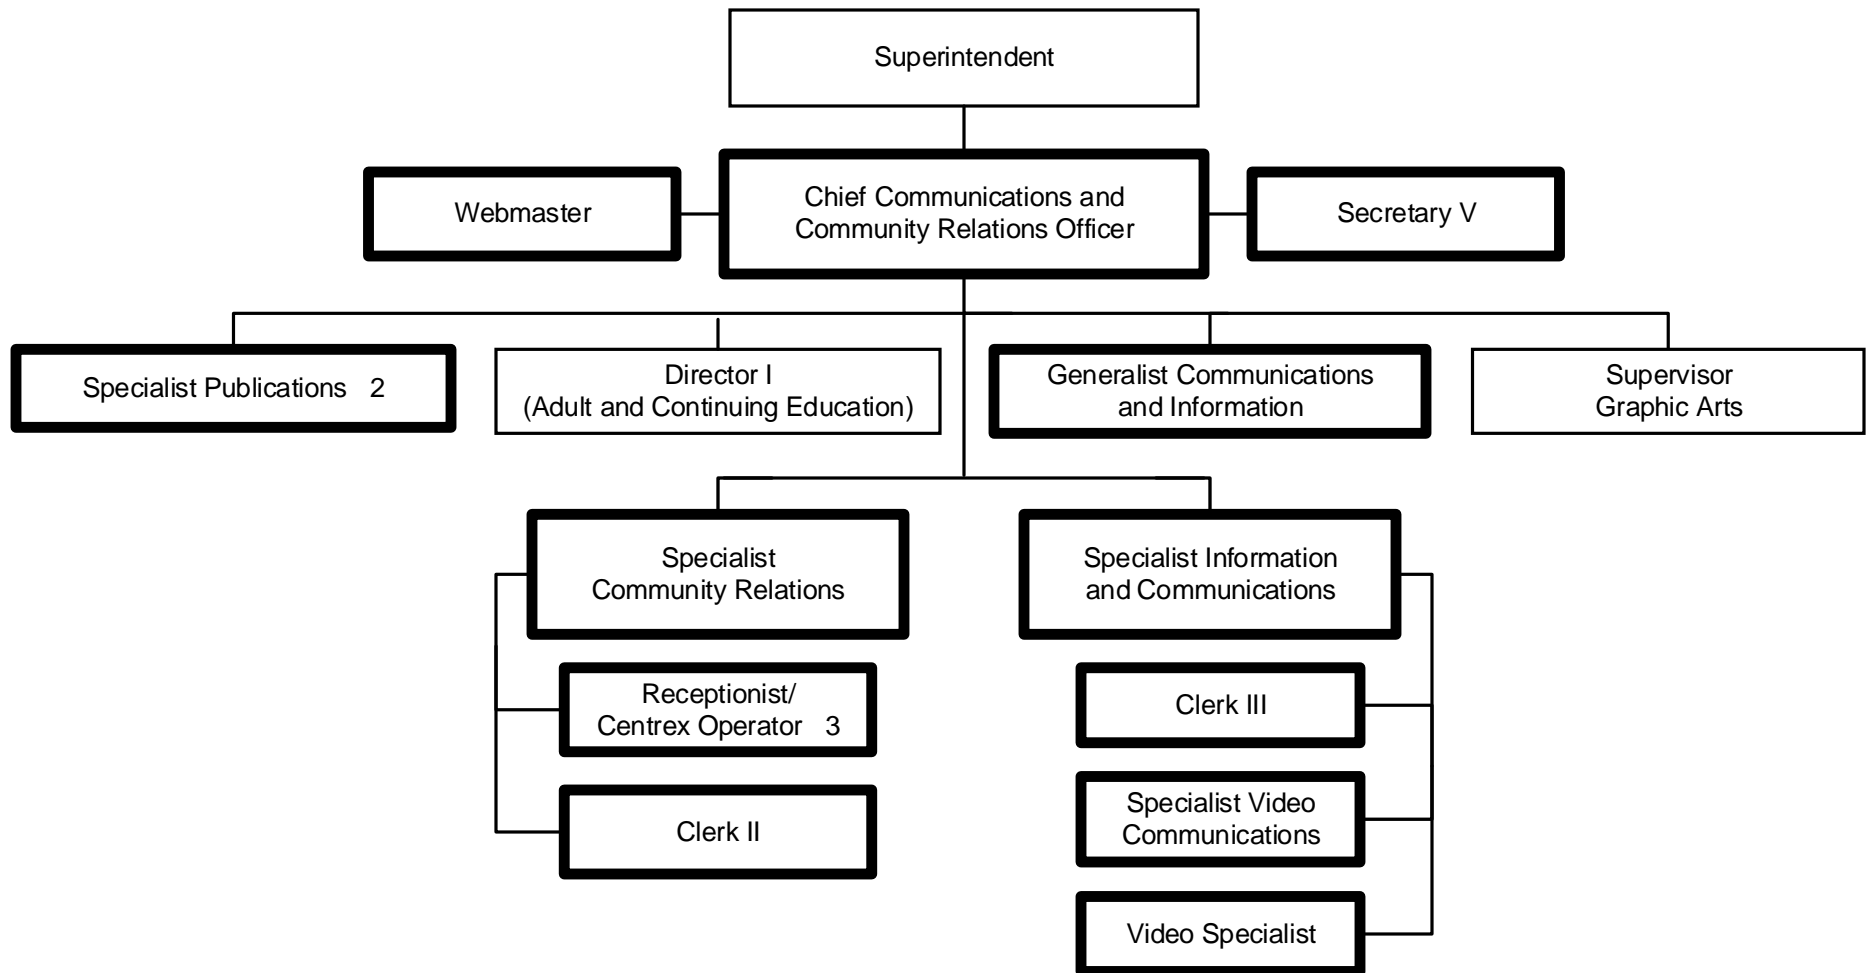 Superintendent
Webmaster
Chief Communications and
Community Relations Officer
Secretary V
Specialist Publications 2
Director I
(Adult and Continuing Education)
Generalist Communications
and Information
Supervisor
Graphic Arts
Specialist
Community Relations
Specialist Information
and Communications
Receptionist/
Centrex Operator 3
Clerk II
Clerk III
Specialist Video
Communications
Video Specialist